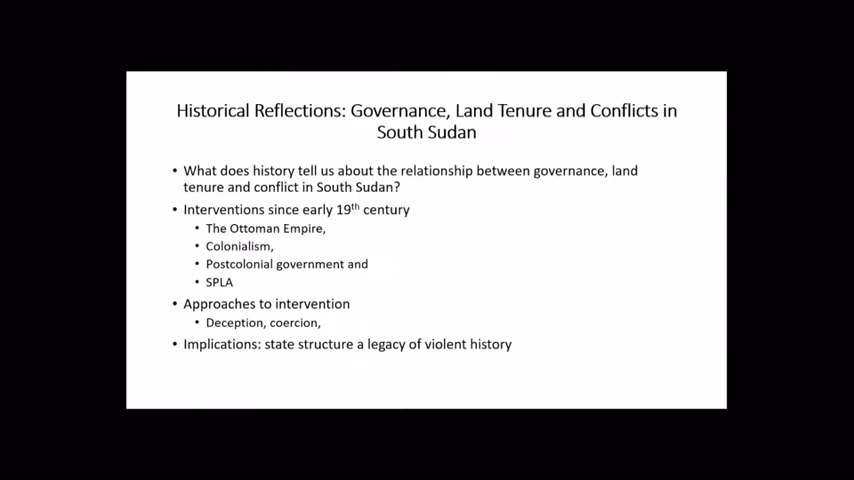 Historical Reflections: Governance, Land Tenure and Conflicts in
South Sudan
• What does history tell us about the relationship between governance, land
tenure and conflict in South Sudan?
• Interventions since early 19th century
• The Ottoman Empire,
• Colonialism,
• Postcolonial government and
• SPLA
• Approaches to intervention
• Deception, coercion,
• Implications: state structure a legacy of violent history